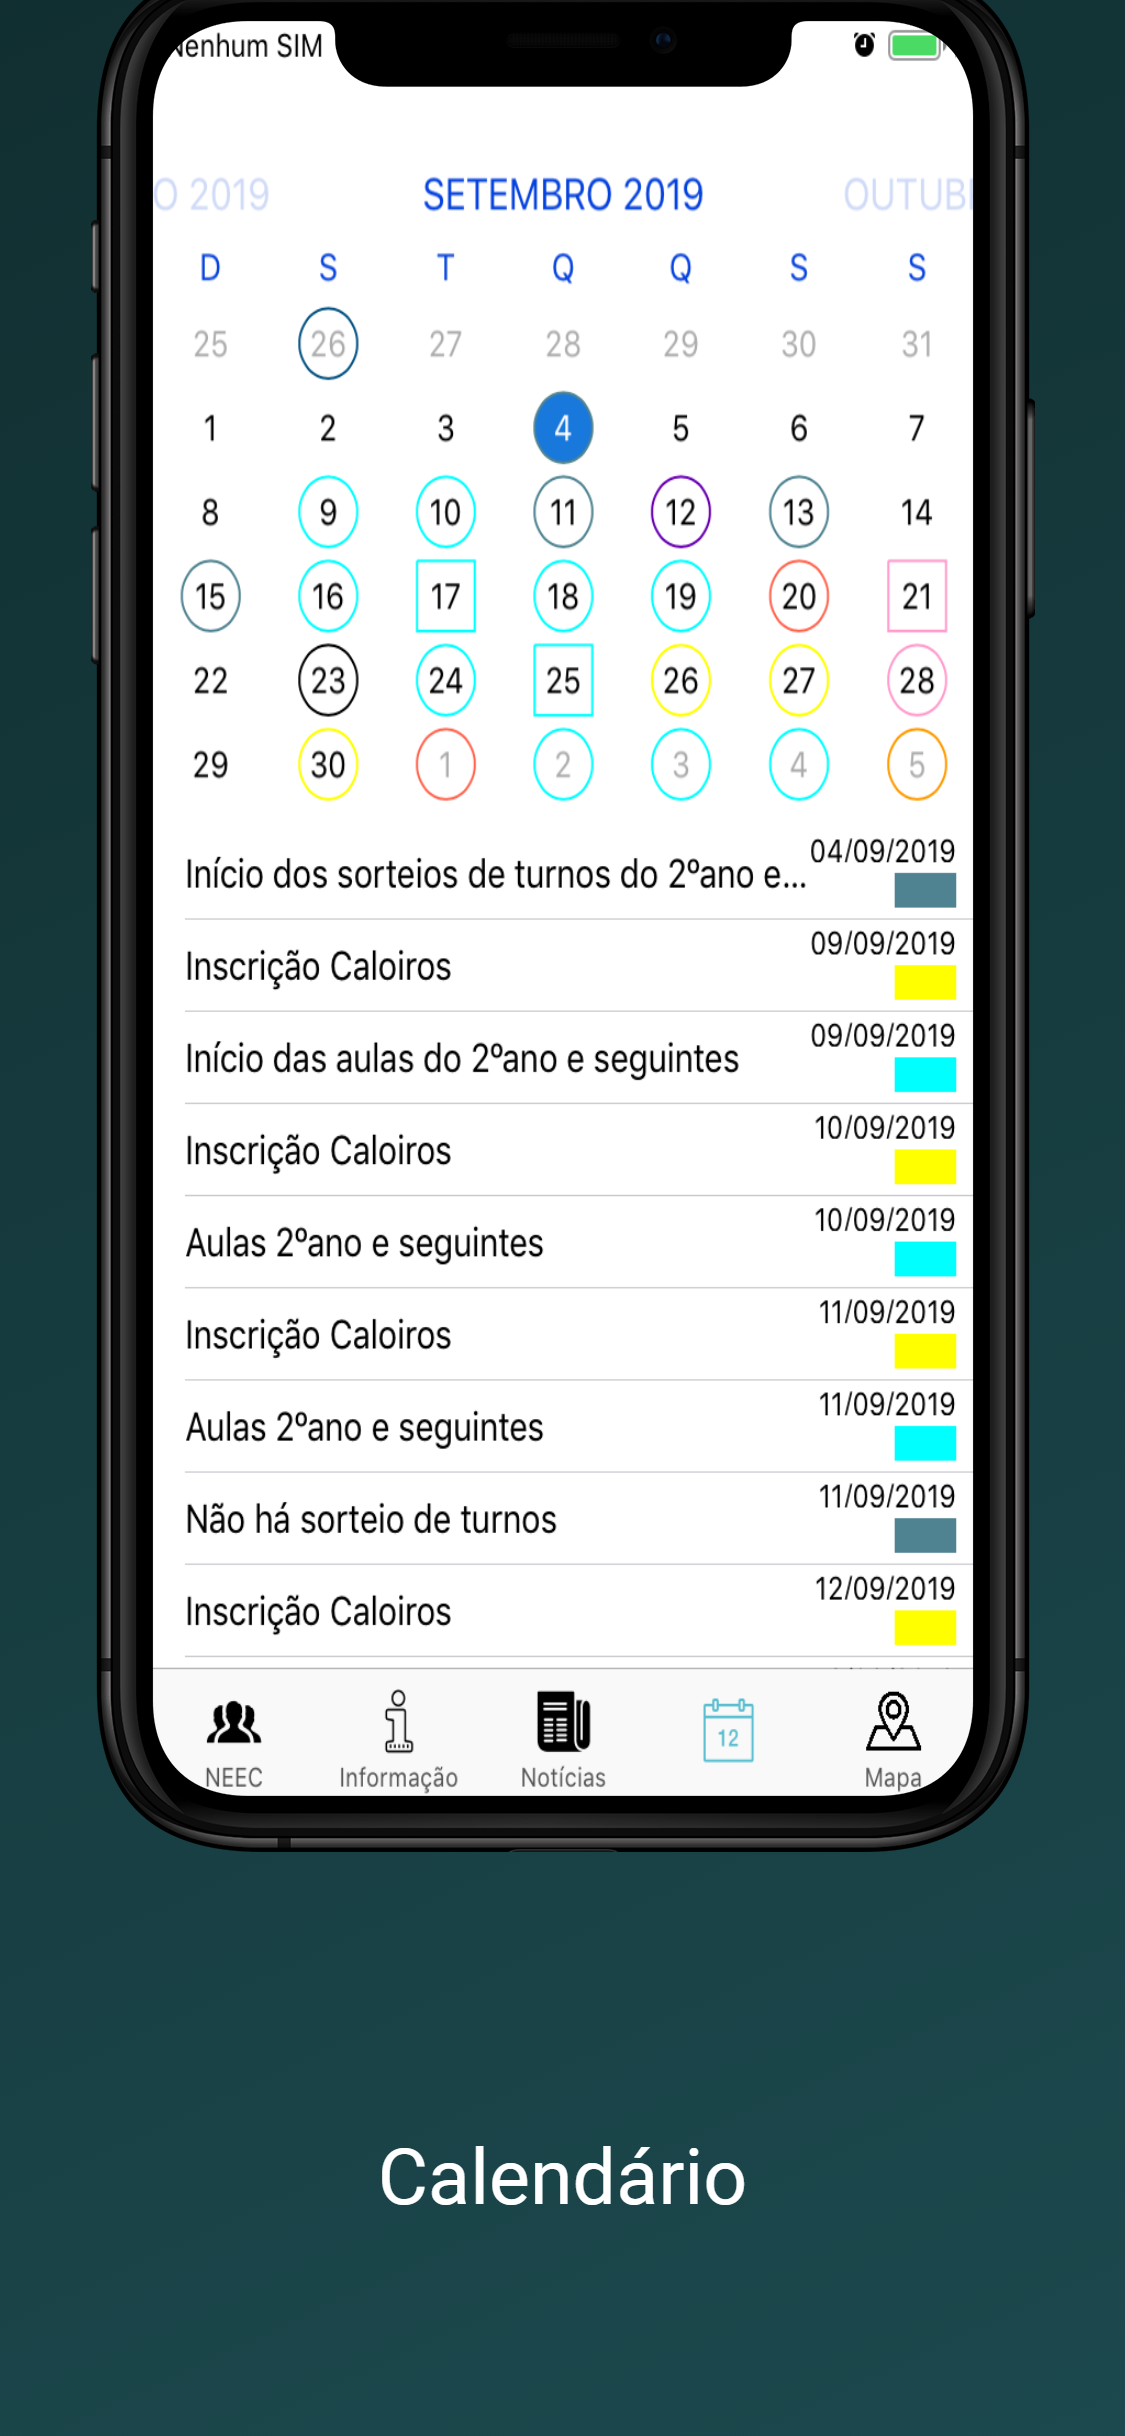 Nenhum SIM
O 2019 SETEMBRO 2019 OUTUB
D S T Q Q S S
25 26 27 28 29 30 31
1 2 3 4 5 6 7
8 9 10 11 12 13 14
15 16 17 18 19 20 21
22 23 24 25 26 27 28
29 30 1 2 3 4 5
Início dos sorteios de turnos do 2ºano e... 04/09/2019
Inscrição Caloiros 09/09/2019
Início das aulas do 2ºano e seguintes 09/09/2019
Inscrição Caloiros 10/09/2019
Aulas 2ºano e seguintes 10/09/2019
Inscrição Caloiros 11/09/2019
Aulas 2ºano e seguintes 11/09/2019
Não há sorteio de turnos 11/09/2019
Inscrição Caloiros 12/09/2019
12
NEEC Informação Notícias Mapa
Calendário